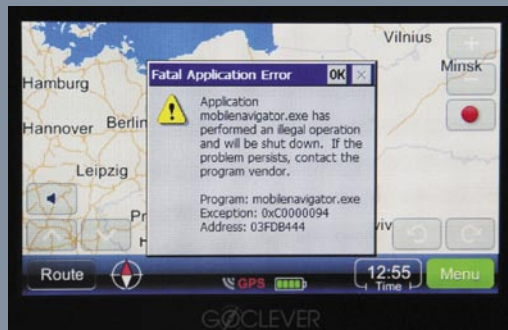 Vilnius
Minsk
Hamburg
Fatal Application Error OK
Application
mobilenavigator.exe has
performed an illegal operation
and will be shut down. If the
problem persists, contact the
program vendor.
Hannover Berlin
Leipzig
Program: mobilenavigator.exe
Exception: 0xC0000094
Address: 03FDB444
Pr
viv
Route
GPS
12:55
Time
Menu
GOCLEVER